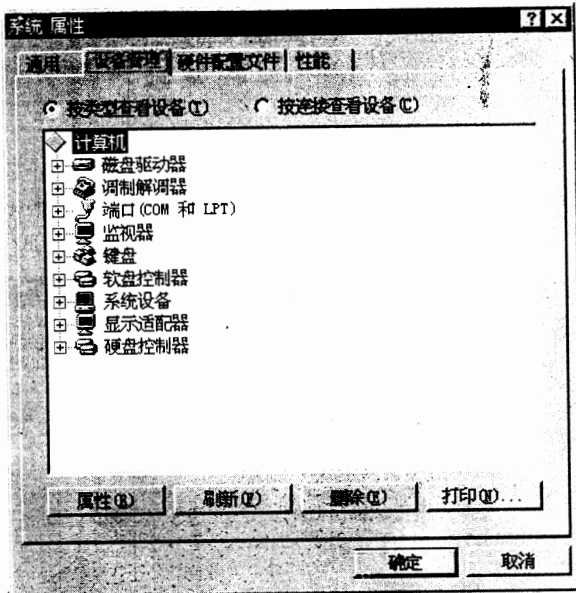 系统 属性
通用 设备管理 硬件配置文件 性能
按类型查看设备(T) 按连接查看设备(C)
计算机
磁盘驱动器
调制解调器
端口(COM 和 LPT)
监视器
键盘
软盘控制器
系统设备
显示适配器
硬盘控制器
属性(R) 刷新(F) 删除(E) 打印(N)...
确定 取消